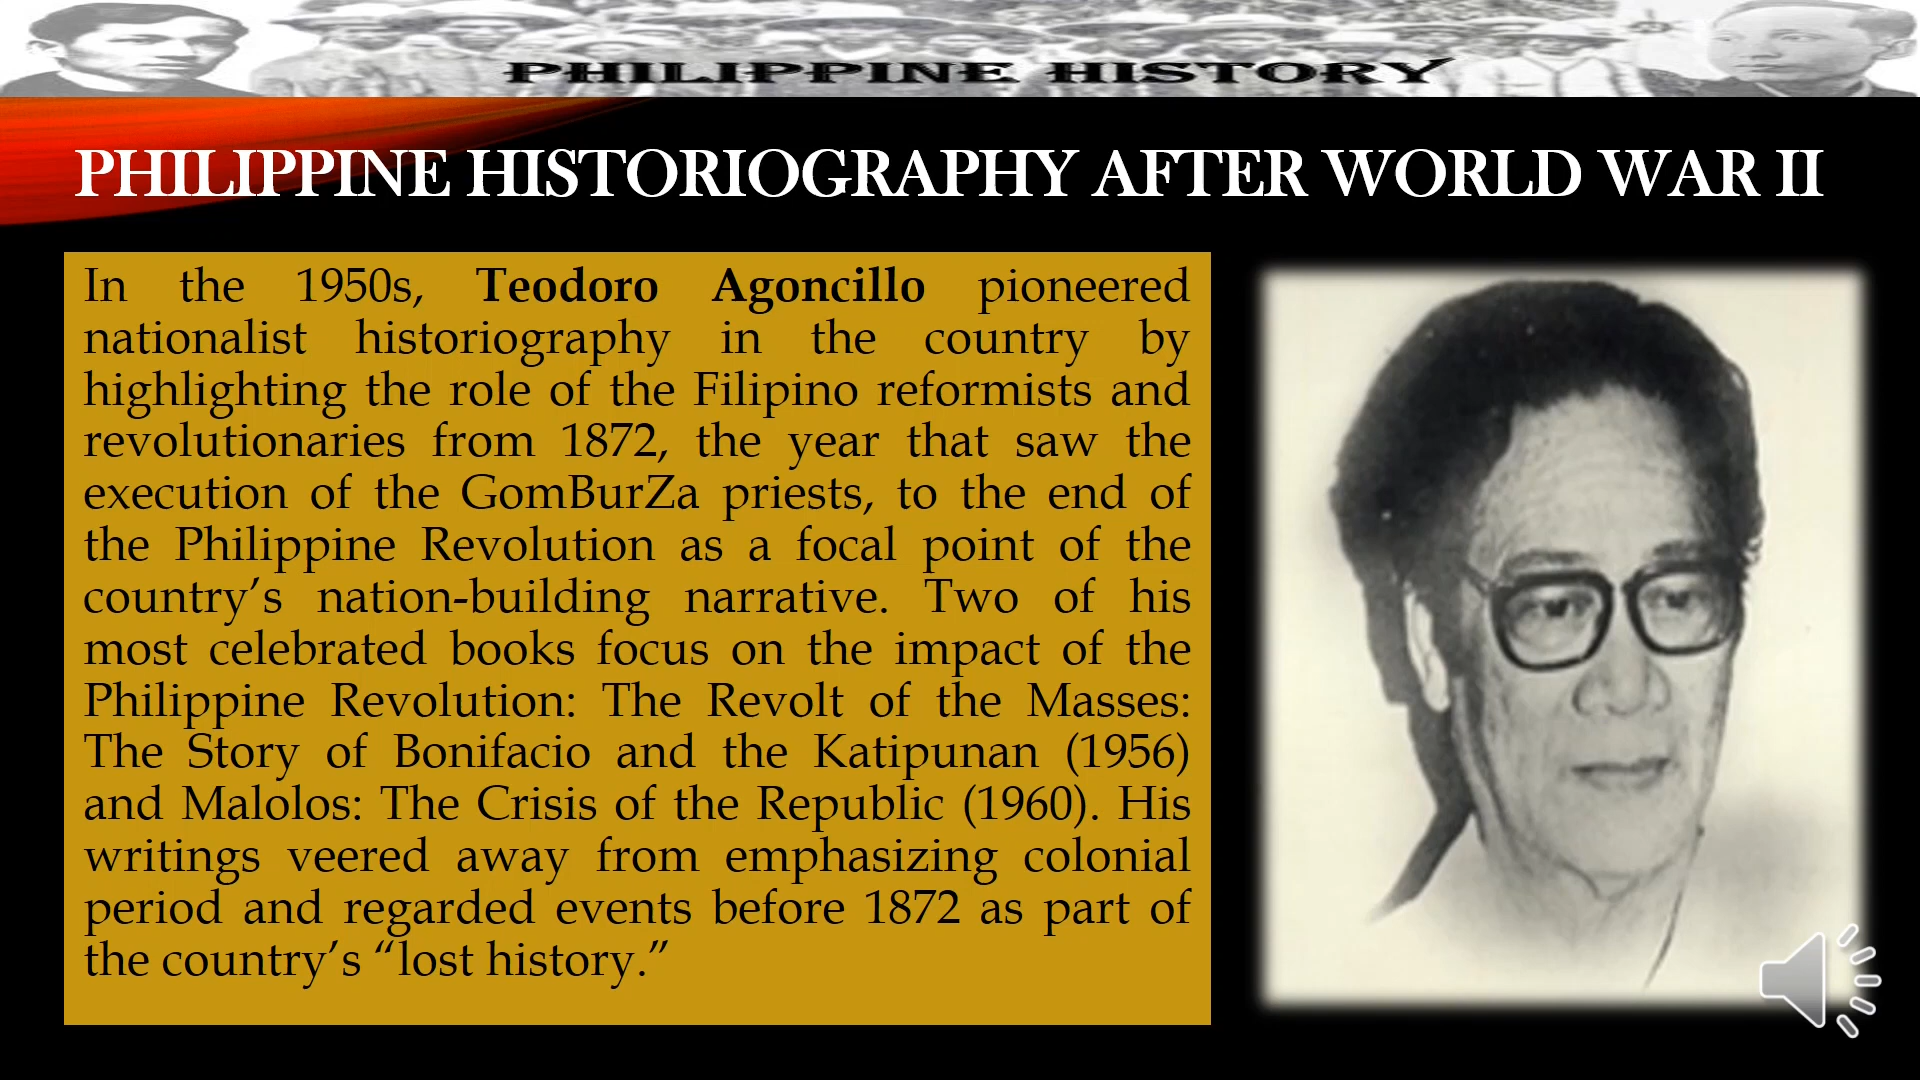 PHILIPPINE HISTORY
PHILIPPINE HISTORIOGRAPHY AFTER WORLD WAR II
In the 1950s, Teodoro Agoncillo pioneered
nationalist historiography in the country by
highlighting the role of the Filipino reformists and
revolutionaries from 1872, the year that saw the
execution of the GomBurZa priests, to the end of
the Philippine Revolution as a focal point of the
country’s nation-building narrative. Two of his
most celebrated books focus on the impact of the
Philippine Revolution: The Revolt of the Masses:
The Story of Bonifacio and the Katipunan (1956)
and Malolos: The Crisis of the Republic (1960). His
writings veered away from emphasizing colonial
period and regarded events before 1872 as part of
the country’s “lost history.”